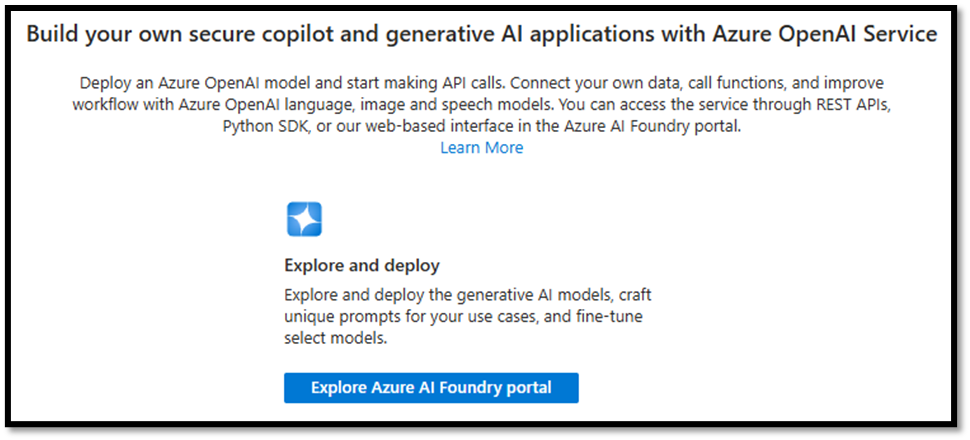 Build your own secure copilot and generative AI applications with Azure OpenAI Service
Deploy an Azure OpenAI model and start making API calls. Connect your own data, call functions, and improve
workflow with Azure OpenAI language, image and speech models. You can access the service through REST APIs,
Python SDK, or our web-based interface in the Azure AI Foundry portal.
Learn More
Explore and deploy
Explore and deploy the generative AI models, craft
unique prompts for your use cases, and fine-tune
select models.
Explore Azure AI Foundry portal